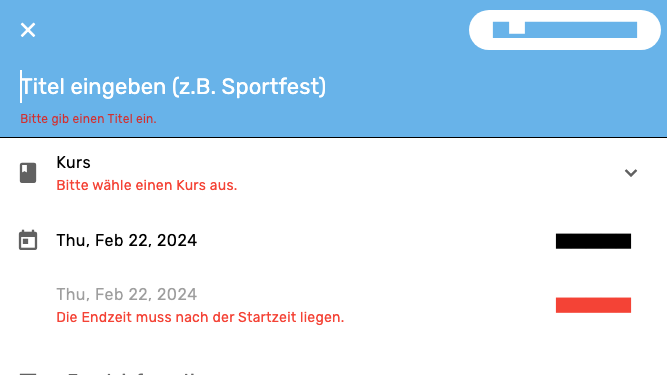 Titel eingeben (z.B. Sportfest)
Bitte gib einen Titel ein.
Kurs
Bitte wähle einen Kurs aus.
Thu, Feb 22, 2024
Thu, Feb 22, 2024
Die Endzeit muss nach der Startzeit liegen.